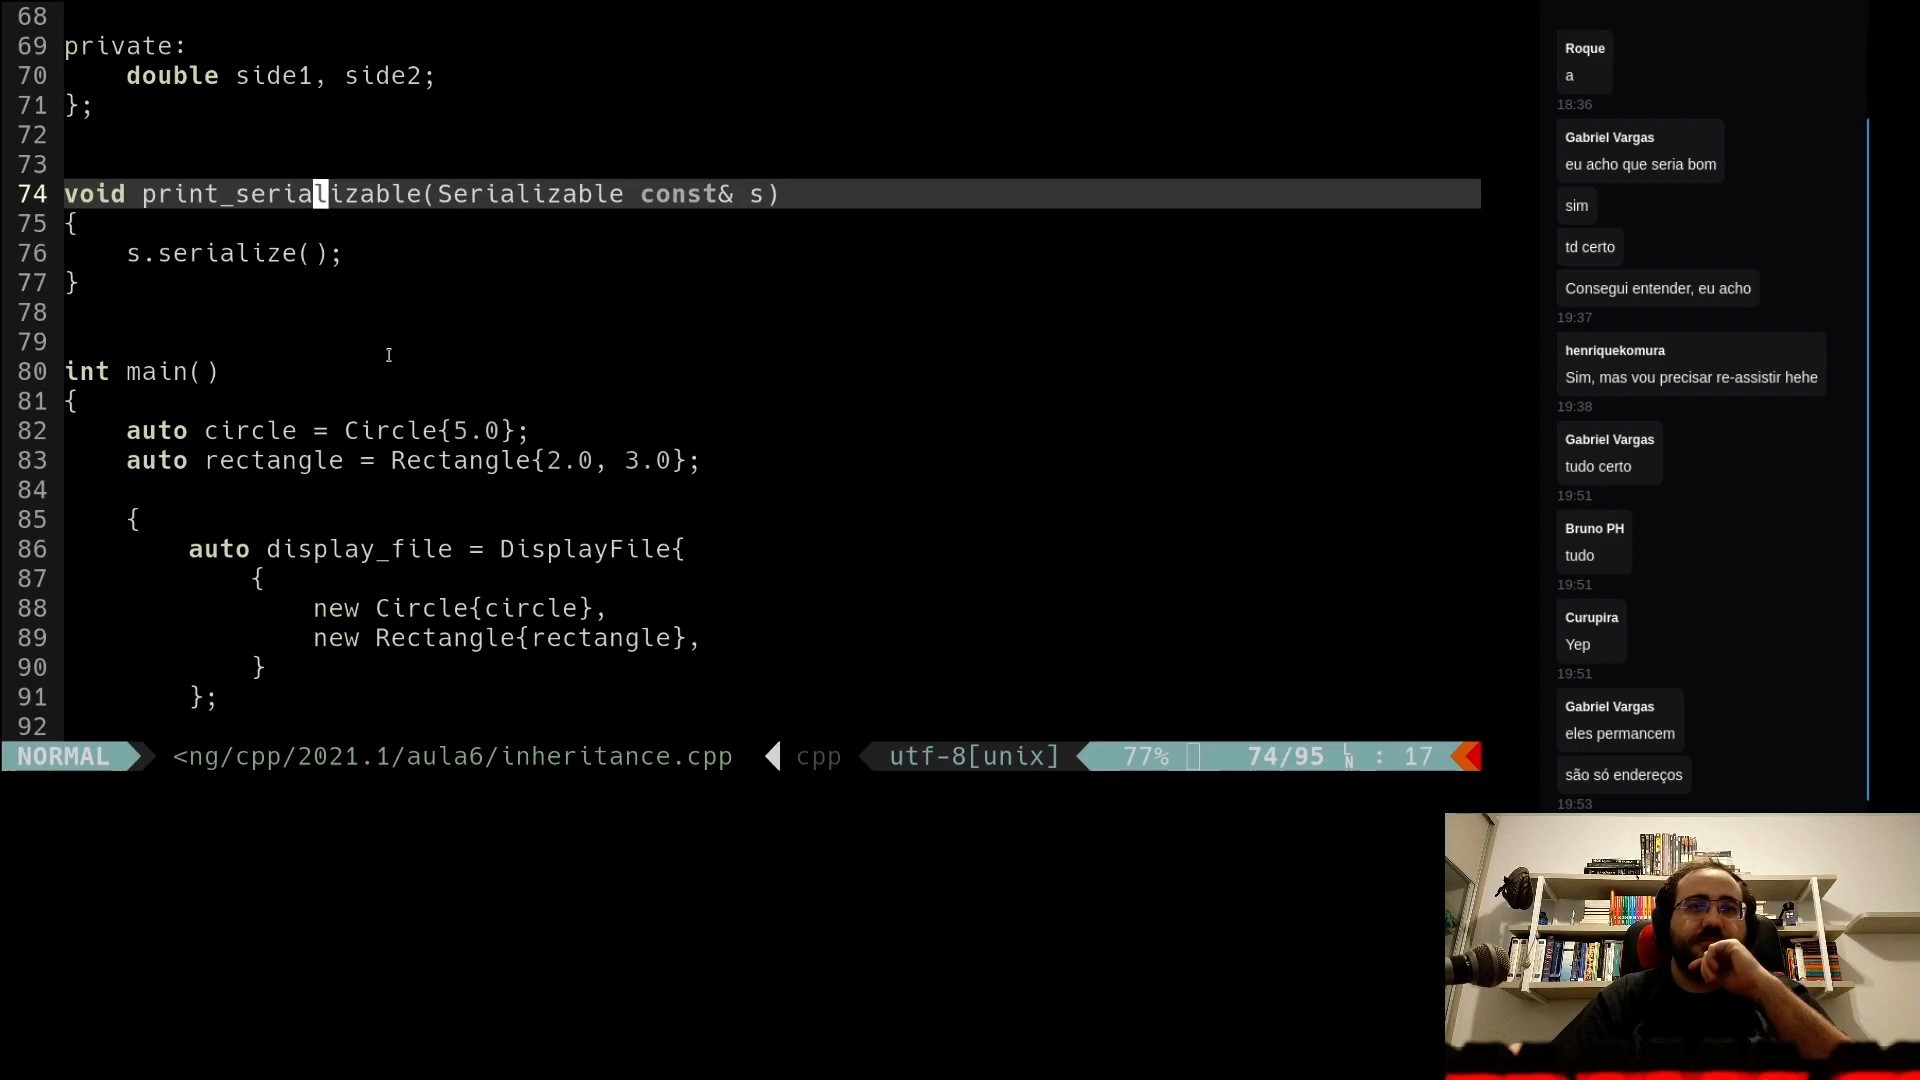 68
69 private:
70 double side1, side2;
71 };
72
73
74 void print_serializable(Serializable const& s)
75 {
76 s.serialize();
77 }
78
79
80 int main()
81 {
82 auto circle = Circle{5.0};
83 auto rectangle = Rectangle{2.0, 3.0};
84
85 {
86 auto display_file = DisplayFile{
87 {
88 new Circle{circle},
89 new Rectangle{rectangle},
90 }
91 };
92
NORMAL <ng/cpp/2021.1/aula6/inheritance.cpp cpp utf-8[unix] 77% 74/95 LN : 17
Roque
a
18:36
Gabriel Vargas
eu acho que seria bom
sim
td certo
Consegui entender, eu acho
19:37
henriquekomura
Sim, mas vou precisar re-assistir hehe
19:38
Gabriel Vargas
tudo certo
19:51
Bruno PH
tudo
19:51
Curupira
Yep
19:51
Gabriel Vargas
eles permancem
são só endereços
19:53